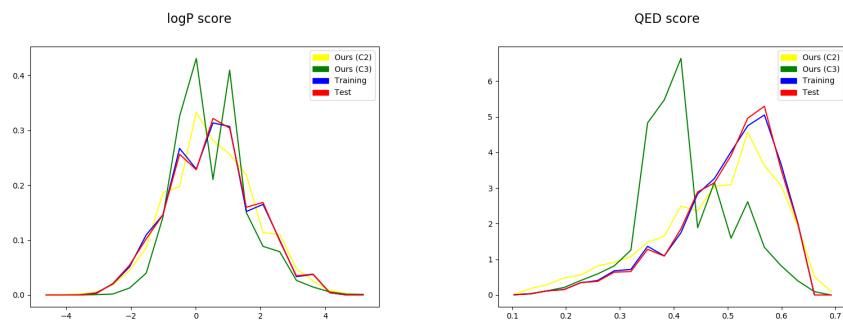 logP score
Ours (C2)
Ours (C3)
Training
Test
0.4
0.3
0.2
0.1
0.0
−4
−2
0
2
4
QED score
Ours (C2)
Ours (C3)
Training
Test
6
5
4
3
2
1
0
0.1
0.2
0.3
0.4
0.5
0.6
0.7